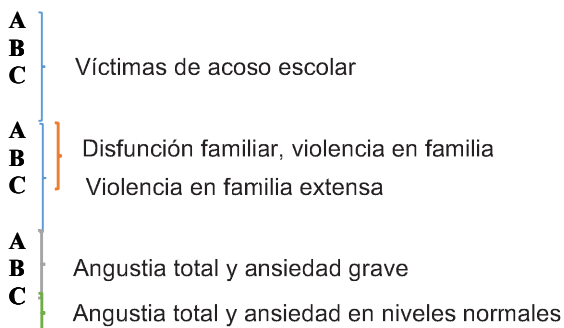 A
B
C
Víctimas de acoso escolar
A
B
C
Disfunción familiar, violencia en familia
Violencia en familia extensa
A
B
C
Angustia total y ansiedad grave
Angustia total y ansiedad en niveles normales